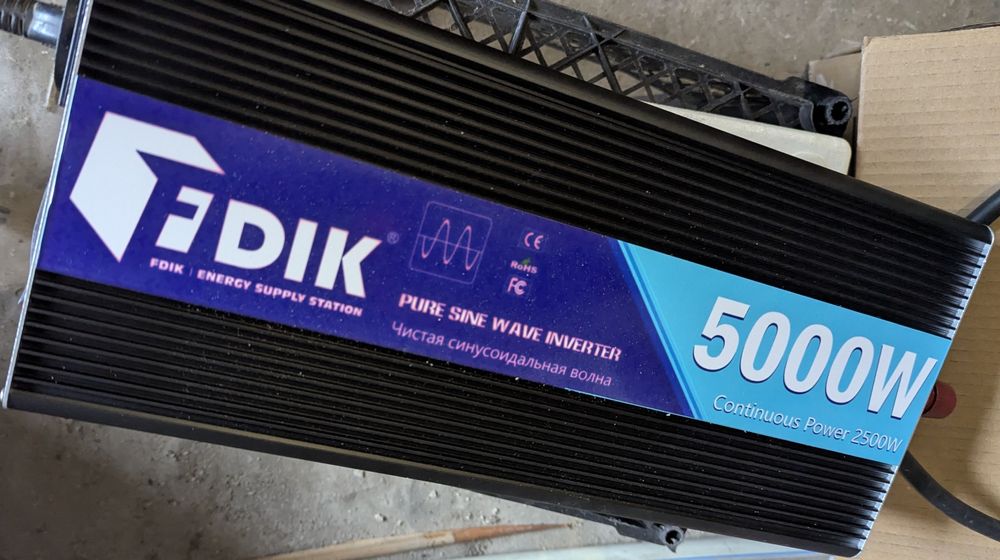 FDIK®
FDIK | ENERGY SUPPLY STATION
CE
RoHS
FC
PURE SINE WAVE INVERTER
Чистая синусоидальная волна
5000W
Continuous Power 2500W